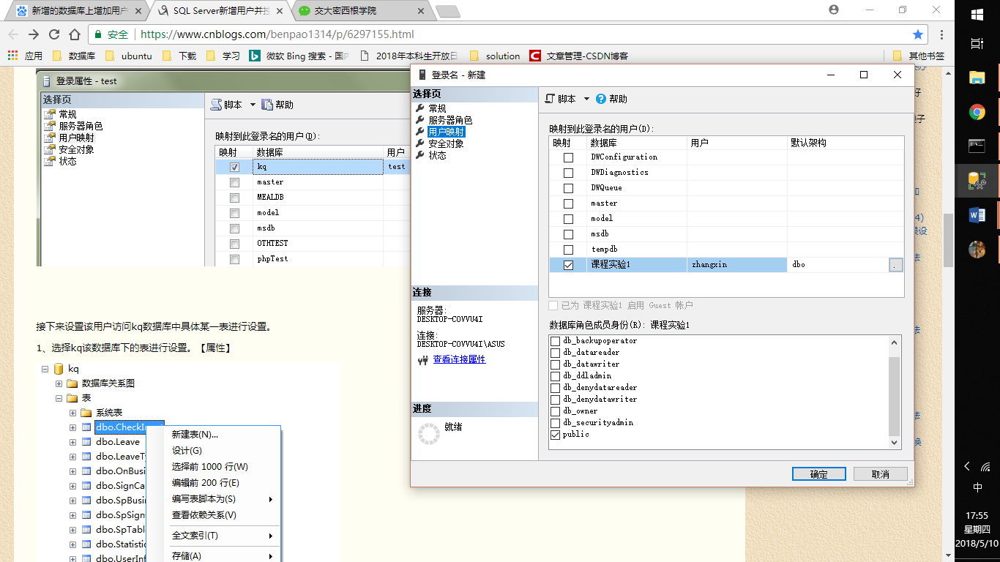 新增的数据库上增加用户
SQL Server新增用户并控
交大密西根学院
安全
https://www.cnblogs.com/benpao1314/p/6297155.html
应用
数据库
ubuntu
下载
学习
微软 Bing 搜索 - 国
2018年本科生开放日
solution
文章管理-CSDN博客
其他书签
登录属性 - test
选择页
常规
服务器角色
用户映射
安全对象
状态
脚本
帮助
映射到此登录名的用户(D):
映射 数据库 用户
kq test
master
MEALDB
model
msdb
OTHTEST
phpTest
接下来设置该用户访问kq数据库中具体某一表进行设置。
1、选择kq该数据库下的表进行设置。【属性】
kq
数据库关系图
表
系统表
dbo.CheckIn
dbo.Leave
dbo.LeaveTy
dbo.OnBusi
dbo.SignCa
dbo.SpBusi
dbo.SpSign
dbo.SpTabl
dbo.Statistic
dbo.UserInf
新建表(N)...
设计(G)
选择前 1000 行(W)
编辑前 200 行(E)
编写表脚本为(S)
查看依赖关系(V)
全文索引(T)
存储(A)
登录名 - 新建
选择页
常规
服务器角色
用户映射
安全对象
状态
脚本
帮助
映射到此登录名的用户(D):
映射 数据库 用户 默认架构
DWConfiguration
DWDiagnostics
DWQueue
master
model
msdb
tempdb
课程实验1 zhangxin dbo
已为 课程实验1 启用 Guest 帐户
数据库角色成员身份(R): 课程实验1
db_backupoperator
db_datareader
db_datawriter
db_ddladmin
db_denydatareader
db_denydatawriter
db_owner
db_securityadmin
public
连接
服务器:
DESKTOP-COVVU4I
连接:
DESKTOP-COVVU4I\ASUS
查看连接属性
进度
就绪
确定
取消
中
17:55
星期四
2018/5/10